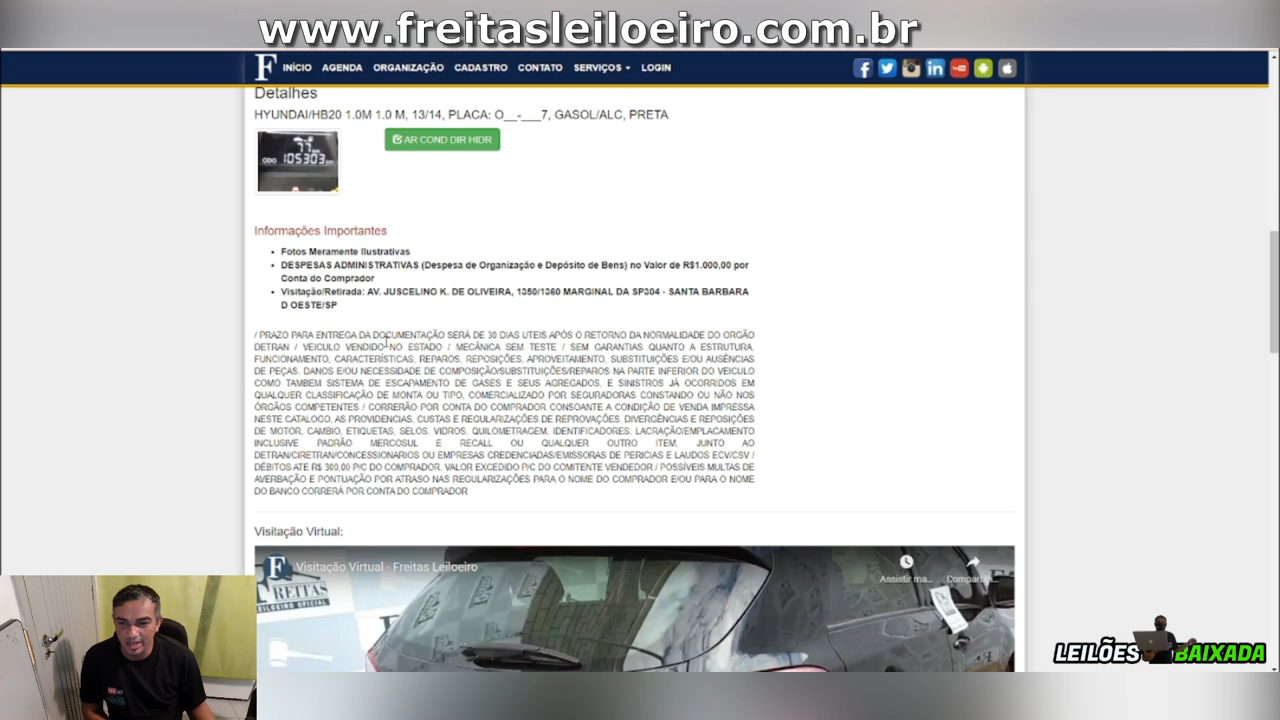 www.freitasleiloeiro.com.br
F INÍCIO AGENDA ORGANIZAÇÃO CADASTRO CONTATO SERVIÇOS LOGIN
Detalhes
HYUNDAI/HB20 1.0M 1.0 M, 13/14, PLACA: O__-___7, GASOL/ALC, PRETA
AR COND DIR HIDR
77
ODO 105303
Informações Importantes
• Fotos Meramente Ilustrativas
• DESPESAS ADMINISTRATIVAS (Despesa de Organização e Depósito de Bens) no Valor de R$1.000,00 por
Conta do Comprador
• Visitação/Retirada: AV. JUSCELINO K. DE OLIVEIRA, 1350/1360 MARGINAL DA SP304 - SANTA BARBARA
D OESTE/SP
/ PRAZO PARA ENTREGA DA DOCUMENTAÇÃO SERÁ DE 30 DIAS UTEIS APÓS O RETORNO DA NORMALIDADE DO ORGÃO
DETRAN / VEICULO VENDIDO NO ESTADO / MECÂNICA SEM TESTE / SEM GARANTIAS QUANTO A ESTRUTURA,
FUNCIONAMENTO, CARACTERÍSTICAS, REPAROS, REPOSIÇÕES, APROVEITAMENTO, SUBSTITUIÇÕES E/OU AUSÊNCIAS
DE PEÇAS, DANOS E/OU NECESSIDADE DE COMPOSIÇÃO/SUBSTITUIÇÕES/REPAROS NA PARTE INFERIOR DO VEICULO
COMO TAMBEM SISTEMA DE ESCAPAMENTO DE GASES E SEUS AGREGADOS, E SINISTROS JÁ OCORRIDOS EM
QUALQUER CLASSIFICAÇÃO DE MONTA OU TIPO, COMERCIALIZADO POR SEGURADORAS CONSTANDO OU NÃO NOS
ÓRGÃOS COMPETENTES / CORRERÃO POR CONTA DO COMPRADOR CONSOANTE A CONDIÇÃO DE VENDA IMPRESSA
NESTE CATALOGO, AS PROVIDENCIAS, CUSTAS E REGULARIZAÇÕES DE REPROVAÇÕES, DIVERGÊNCIAS E REPOSIÇÕES
DE MOTOR, CAMBIO, ETIQUETAS, SELOS, VIDROS, QUILOMETRAGEM, IDENTIFICADORES, LACRAÇÃO/EMPLACAMENTO
INCLUSIVE PADRÃO MERCOSUL E RECALL OU QUALQUER OUTRO ITEM, JUNTO AO
DETRAN/CIRETRAN/CONCESSIONARIOS OU EMPRESAS CREDENCIADAS/EMISSORAS DE PERICIAS E LAUDOS ECV/CSV /
DÉBITOS ATE R$ 300,00 P/C DO COMPRADOR, VALOR EXCEDIDO P/C DO COMITENTE VENDEDOR / POSSÍVEIS MULTAS DE
AVERBAÇÃO E PONTUAÇÃO POR ATRASO NAS REGULARIZAÇÕES PARA O NOME DO COMPRADOR E/OU PARA O NOME
DO BANCO CORRERÁ POR CONTA DO COMPRADOR
Visitação Virtual:
F Visitação Virtual - Freitas Leiloeiro
Assistir ma... Compartilh...
FREITAS
LEILOEIRO OFICIAL
LEILÕES BAIXADA